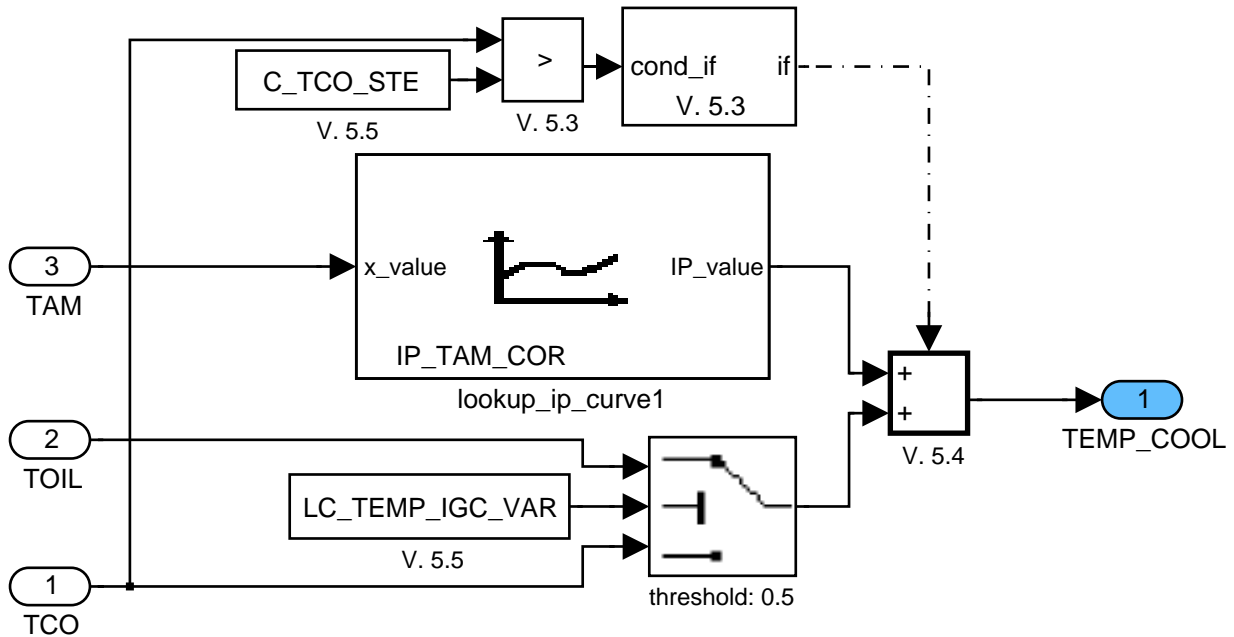 >
cond_if if
C_TCO_STE
V. 5.3
V. 5.5
V. 5.3
3
x_value IP_value
TAM
IP_TAM_COR
+
1
lookup_ip_curve1
+
2
TEMP_COOL
V. 5.4
TOIL
LC_TEMP_IGC_VAR
V. 5.5
1
threshold: 0.5
TCO